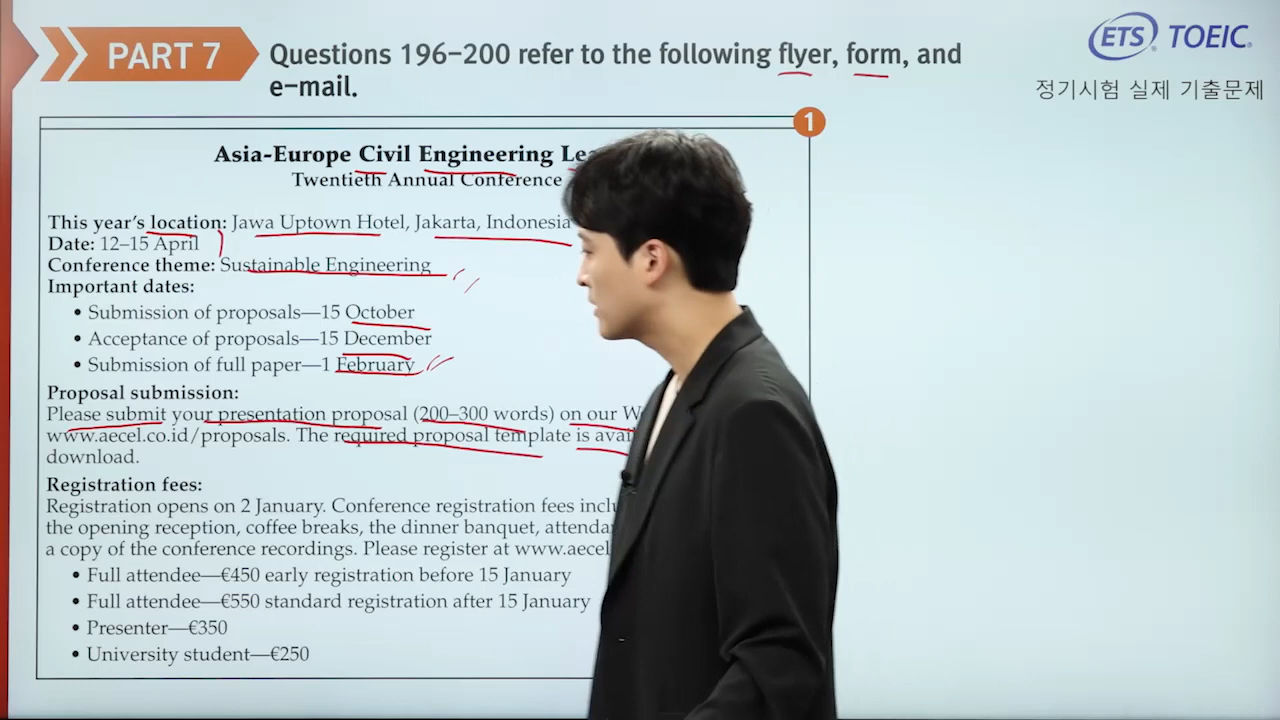 PART 7
Questions 196–200 refer to the following flyer, form, and
e-mail.
ETS® TOEIC®
정기시험 실제 기출문제
1
Asia-Europe Civil Engineering
Twentieth Annual Conference
This year's location: Jawa Uptown Hotel, Jakarta, Indonesia
Date: 12–15 April
Conference theme: Sustainable Engineering
Important dates:
• Submission of proposals—15 October
• Acceptance of proposals—15 December
• Submission of full paper—1 February
Proposal submission:
Please submit your presentation proposal (200–300 words) on our
www.aecel.co.id/proposals. The required proposal template is
download.
Registration fees:
Registration opens on 2 January. Conference registration fees
the opening reception, coffee breaks, the dinner banquet,
a copy of the conference recordings. Please register at
• Full attendee—€450 early registration before 15 January
• Full attendee—€550 standard registration after 15 January
• Presenter—€350
• University student—€250